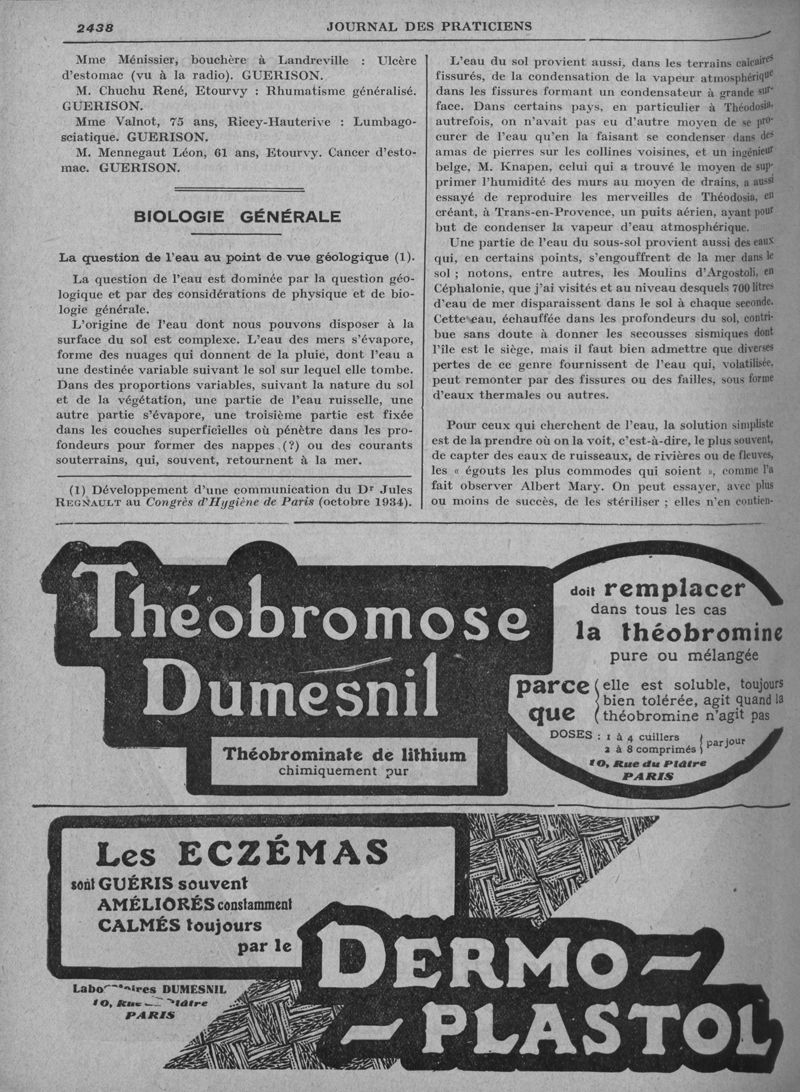 2438
JOURNAL DES PRATICIENS
Mme Ménissier, bouchère à Landreville : Ulcère
d'estomac (vu à la radio). GUERISON.
M. Chuchu René, Etourvy : Rhumatisme généralisé.
GUERISON.
Mme Valnot, 75 ans, Ricey-Hauterive : Lumbago-
sciatique. GUERISON.
M. Mennegaut Léon, 61 ans, Etourvy. Cancer d'esto-
mac. GUERISON.
BIOLOGIE GÉNÉRALE
La question de l'eau au point de vue géologique (1).
La question de l'eau est dominée par la question géo-
logique et par des considérations de physique et de bio-
logie générale.
L'origine de l'eau dont nous pouvons disposer à la
surface du sol est complexe. L'eau des mers s'évapore,
forme des nuages qui donnent de la pluie, dont l'eau a
une destinée variable suivant le sol sur lequel elle tombe.
Dans des proportions variables, suivant la nature du sol
et de la végétation, une partie de l'eau ruisselle, une
autre partie s'évapore, une troisième partie est fixée
dans les couches superficielles où pénètre dans les pro-
fondeurs pour former des nappes (?) ou des courants
souterrains, qui, souvent, retournent à la mer.
(1) Développement d'une communication du Dr Jules
REGNAULT au Congrès d'Hygiène de Paris (octobre 1934).
L'eau du sol provient aussi, dans les terrains calcaires
fissurés, de la condensation de la vapeur atmosphérique
dans les fissures formant un condensateur à grande sur-
face. Dans certains pays, en particulier à Théodosia,
autrefois, on n'avait pas eu d'autre moyen de se pro-
curer de l'eau qu'en la faisant se condenser dans des
amas de pierres sur les collines voisines, et un ingénieur
belge, M. Knapen, celui qui a trouvé le moyen de sup-
primer l'humidité des murs au moyen de drains, a aussi
essayé de reproduire les merveilles de Théodosia, en
créant, à Trans-en-Provence, un puits aérien, ayant pour
but de condenser la vapeur d'eau atmosphérique.
Une partie de l'eau du sous-sol provient aussi des eaux
qui, en certains points, s'engouffrent de la mer dans le
sol ; notons, entre autres, les Moulins d'Argostoli, en
Céphalonie, que j'ai visités et au niveau desquels 700 litres
d'eau de mer disparaissent dans le sol à chaque seconde.
Cette eau, échauffée dans les profondeurs du sol, contri-
bue sans doute à donner les secousses sismiques dont
l'île est le siège, mais il faut bien admettre que diverses
pertes de ce genre fournissent de l'eau qui, volatilisée,
peut remonter par des fissures ou des failles, sous forme
d'eaux thermales ou autres.
Pour ceux qui cherchent de l'eau, la solution simpliste
est de la prendre où on la voit, c'est-à-dire, le plus souvent,
de capter des eaux de ruisseaux, de rivières ou de fleuves,
les « égouts les plus commodes qui soient », comme l'a
fait observer Albert Mary. On peut essayer, avec plus
ou moins de succès, de les stériliser ; elles n'en contien-
Théobromose
Dumesnil
Théobrominate de lithium
chimiquement pur
doit remplacer
dans tous les cas
la théobromine
pure ou mélangée
parce que
elle est soluble, toujours
bien tolérée, agit quand la
théobromine n'agit pas
DOSES : 1 à 4 cuillers
2 à 8 comprimés
par jour
10, Rue du Plâtre
PARIS
Les ECZÉMAS
sont GUÉRIS souvent
AMÉLIORÉS constamment
CALMÉS toujours
par le
DERMO-
-PLASTOL
Laboratoires DUMESNIL
10, Rue du Plâtre
PARIS